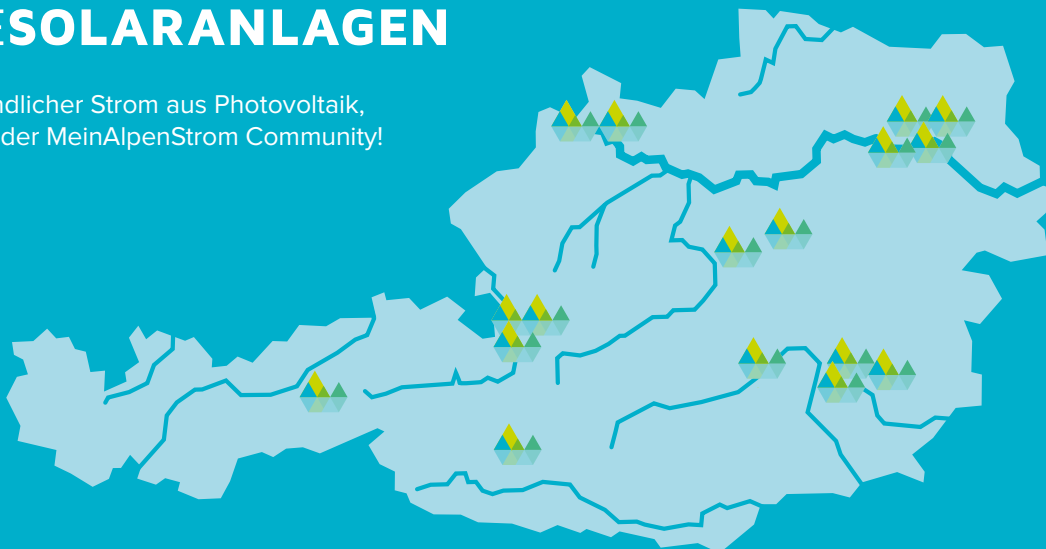 ESOLARANLAGEN
ndlicher Strom aus Photovoltaik,
der MeinAlpenStrom Community!